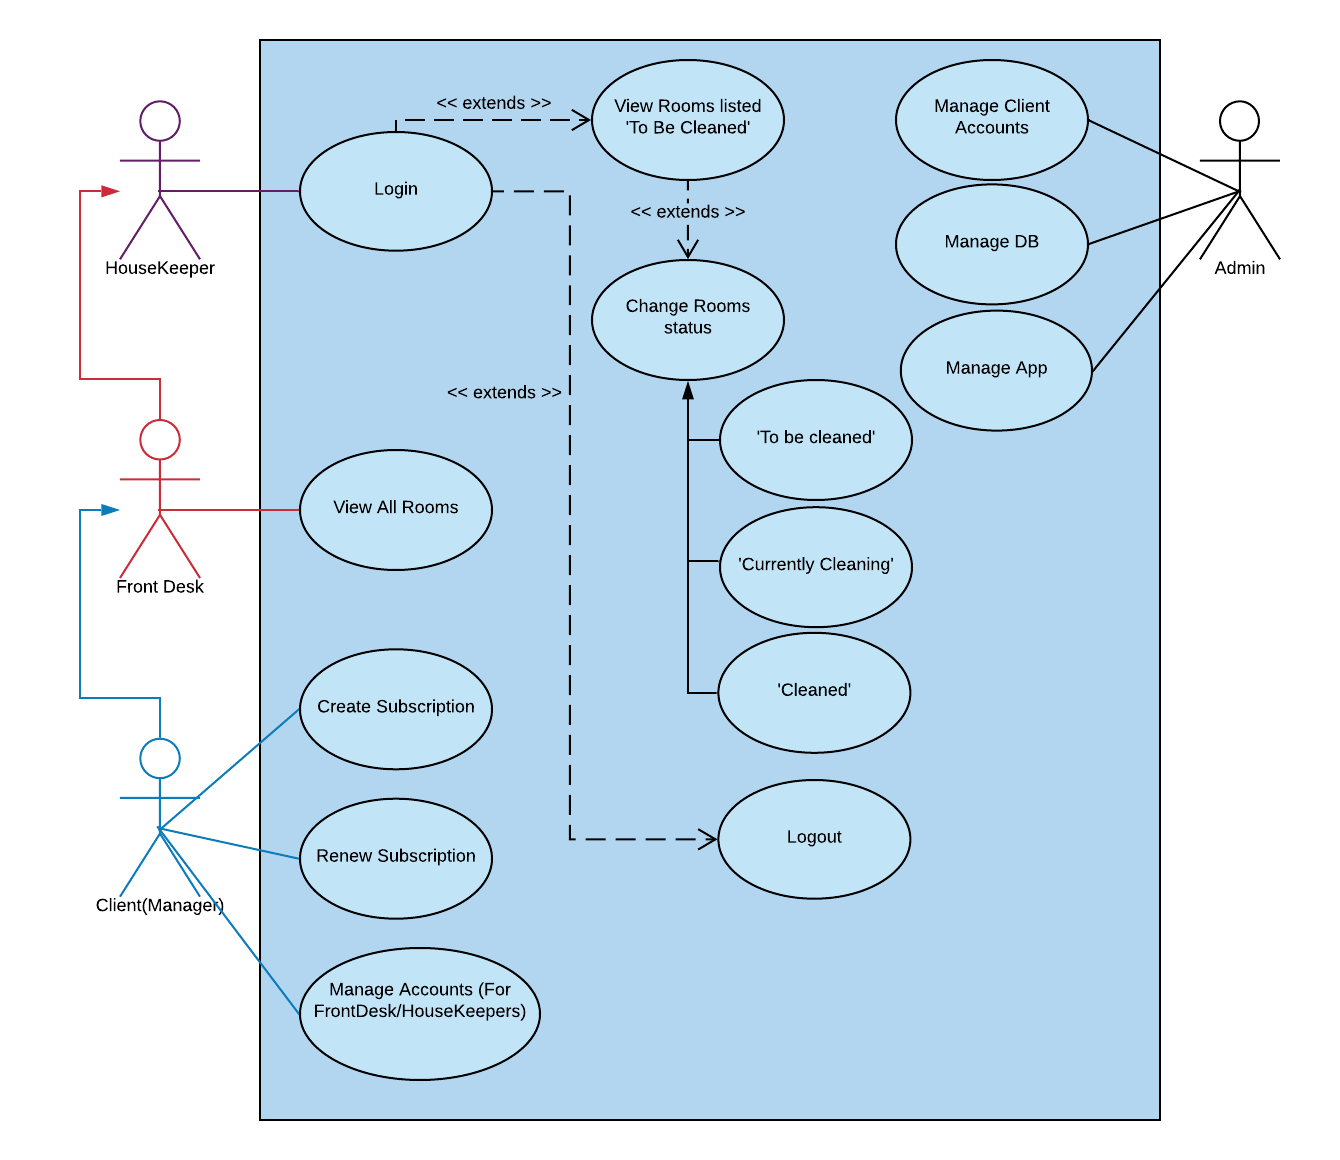 << extends >>
View Rooms listed
'To Be Cleaned'
Manage Client
Accounts
Login
<< extends >>
Manage DB
HouseKeeper
Admin
Change Rooms
status
Manage App
<< extends >>
'To be cleaned'
View All Rooms
'Currently Cleaning'
Front Desk
'Cleaned'
Create Subscription
Logout
Renew Subscription
Client(Manager)
Manage Accounts (For
FrontDesk/HouseKeepers)